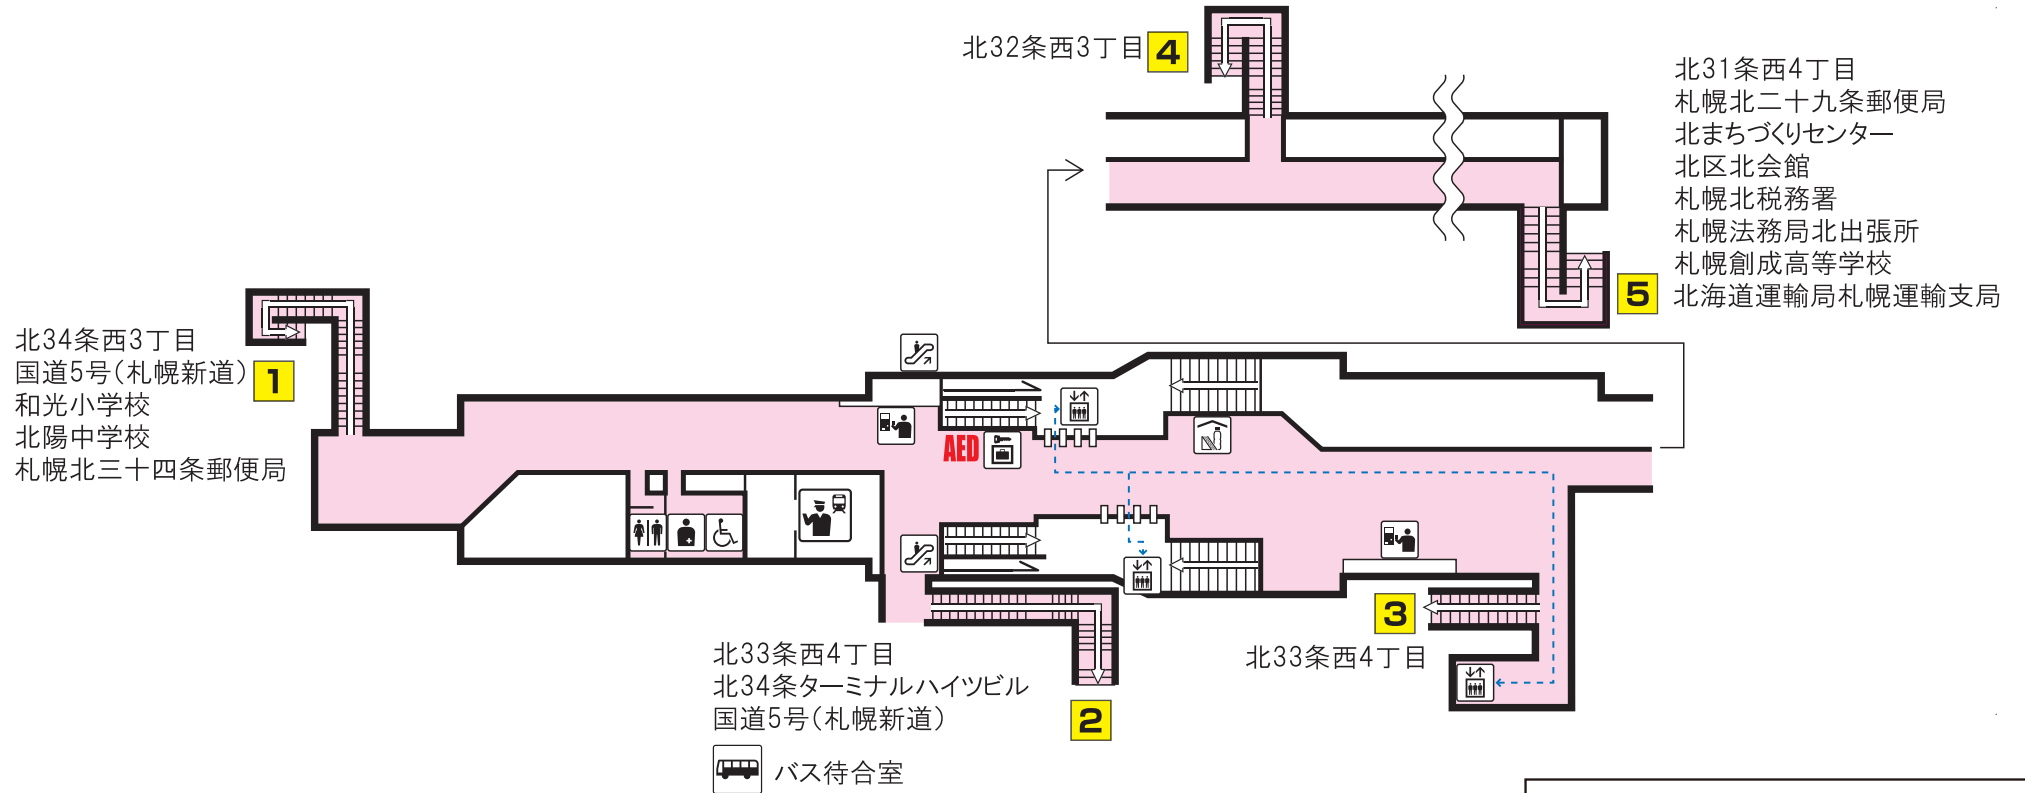 北32条西3丁目
4
北31条西4丁目
札幌北二十九条郵便局
北まちづくりセンター
北区北会館
札幌北税務署
札幌法務局北出張所
札幌創成高等学校
北海道運輸局札幌運輸支局
5
北34条西3丁目
国道5号(札幌新道)
和光小学校
北陽中学校
札幌北三十四条郵便局
1
AED
北33条西4丁目
北34条ターミナルハイツビル
国道5号(札幌新道)
2
バス待合室
3
北33条西4丁目